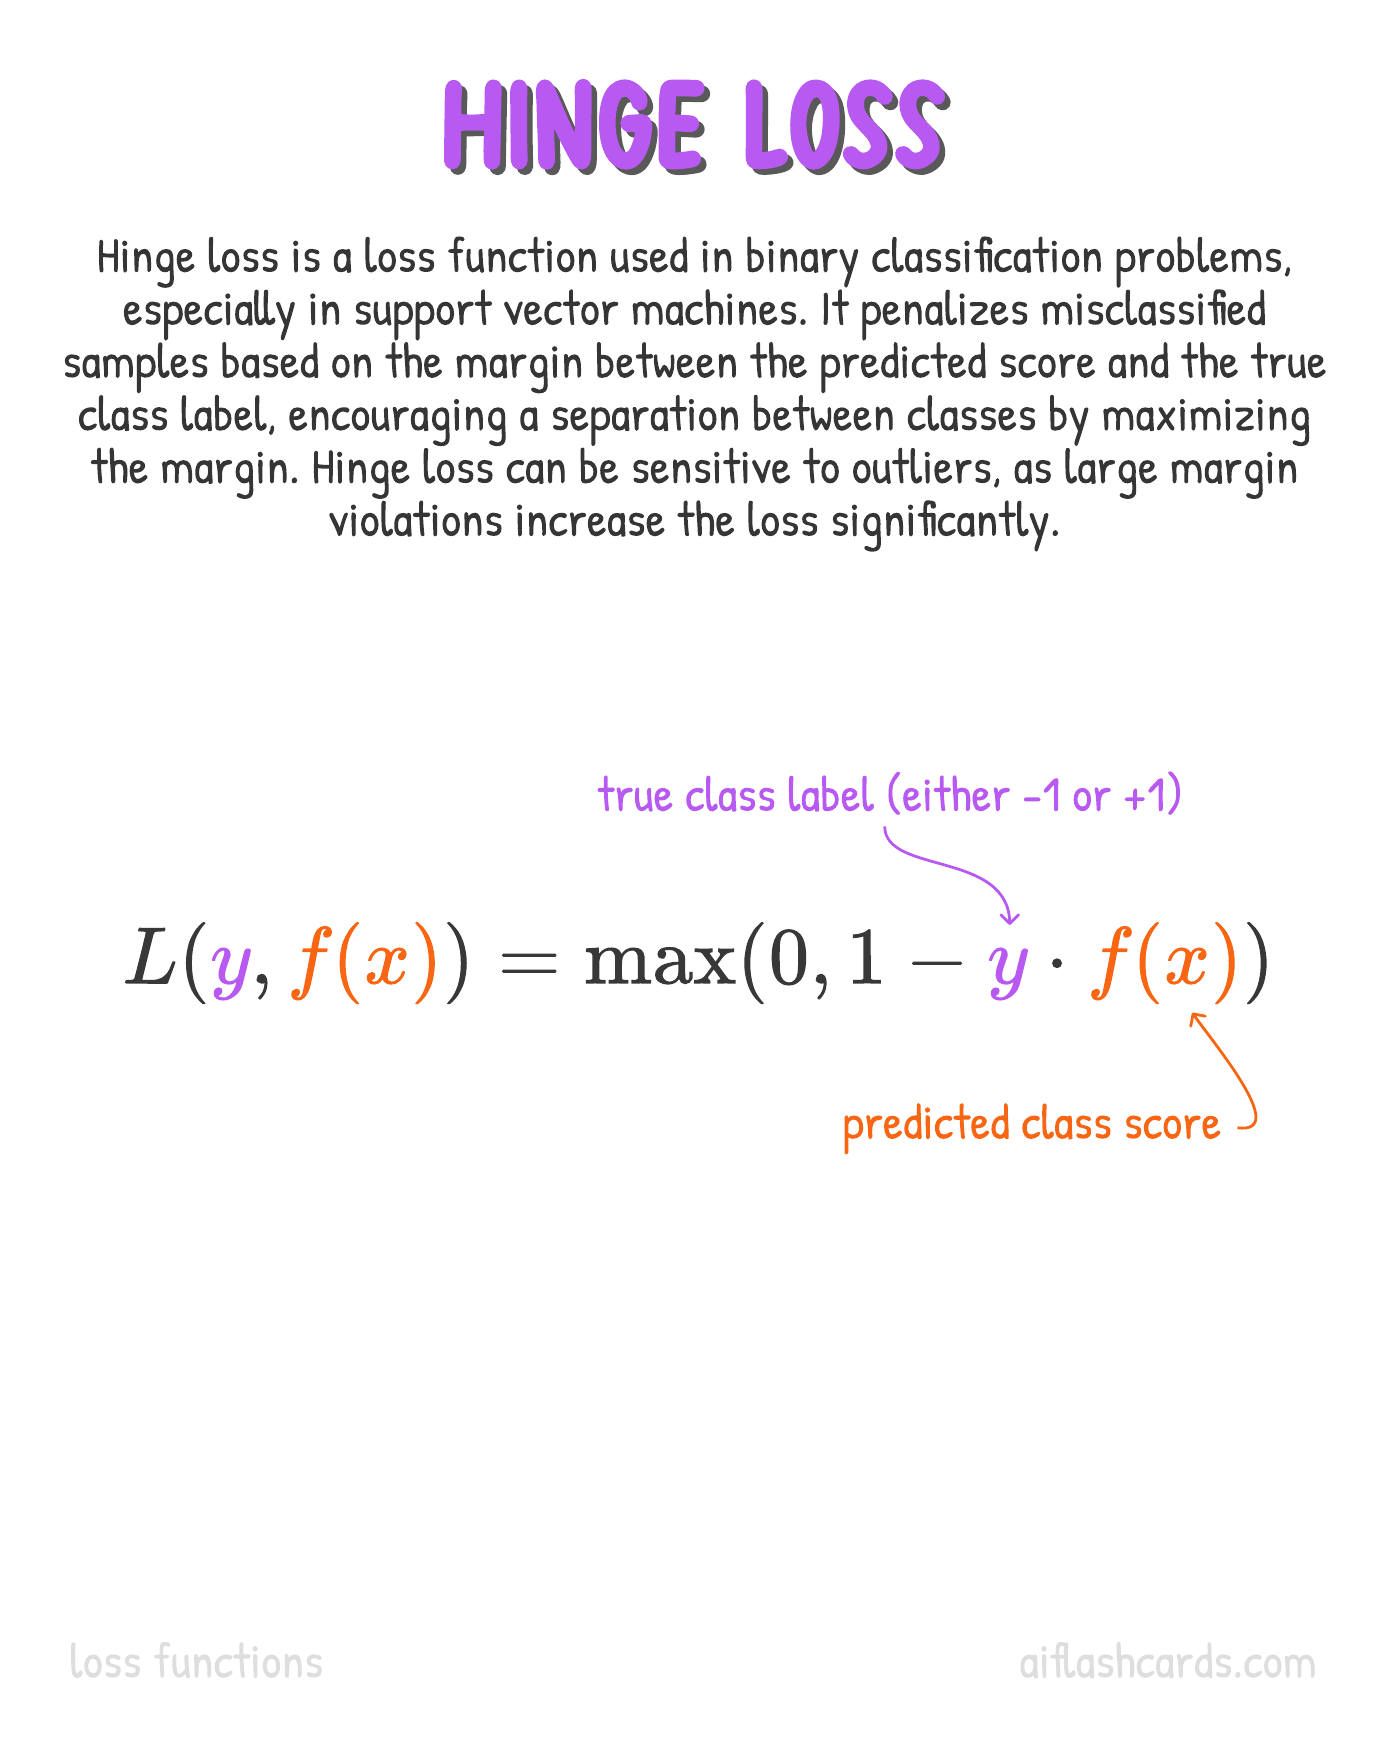 HINGE LOSS
Hinge loss is a loss function used in binary classification problems,
especially in support vector machines. It penalizes misclassified
samples based on the margin between the predicted score and the true
class label, encouraging a separation between classes by maximizing
the margin. Hinge loss can be sensitive to outliers, as large margin
violations increase the loss significantly.
true class label (either -1 or +1)
L(y, f(x)) = max(0, 1 − y · f(x))
predicted class score
loss functions
aiflashcards.com